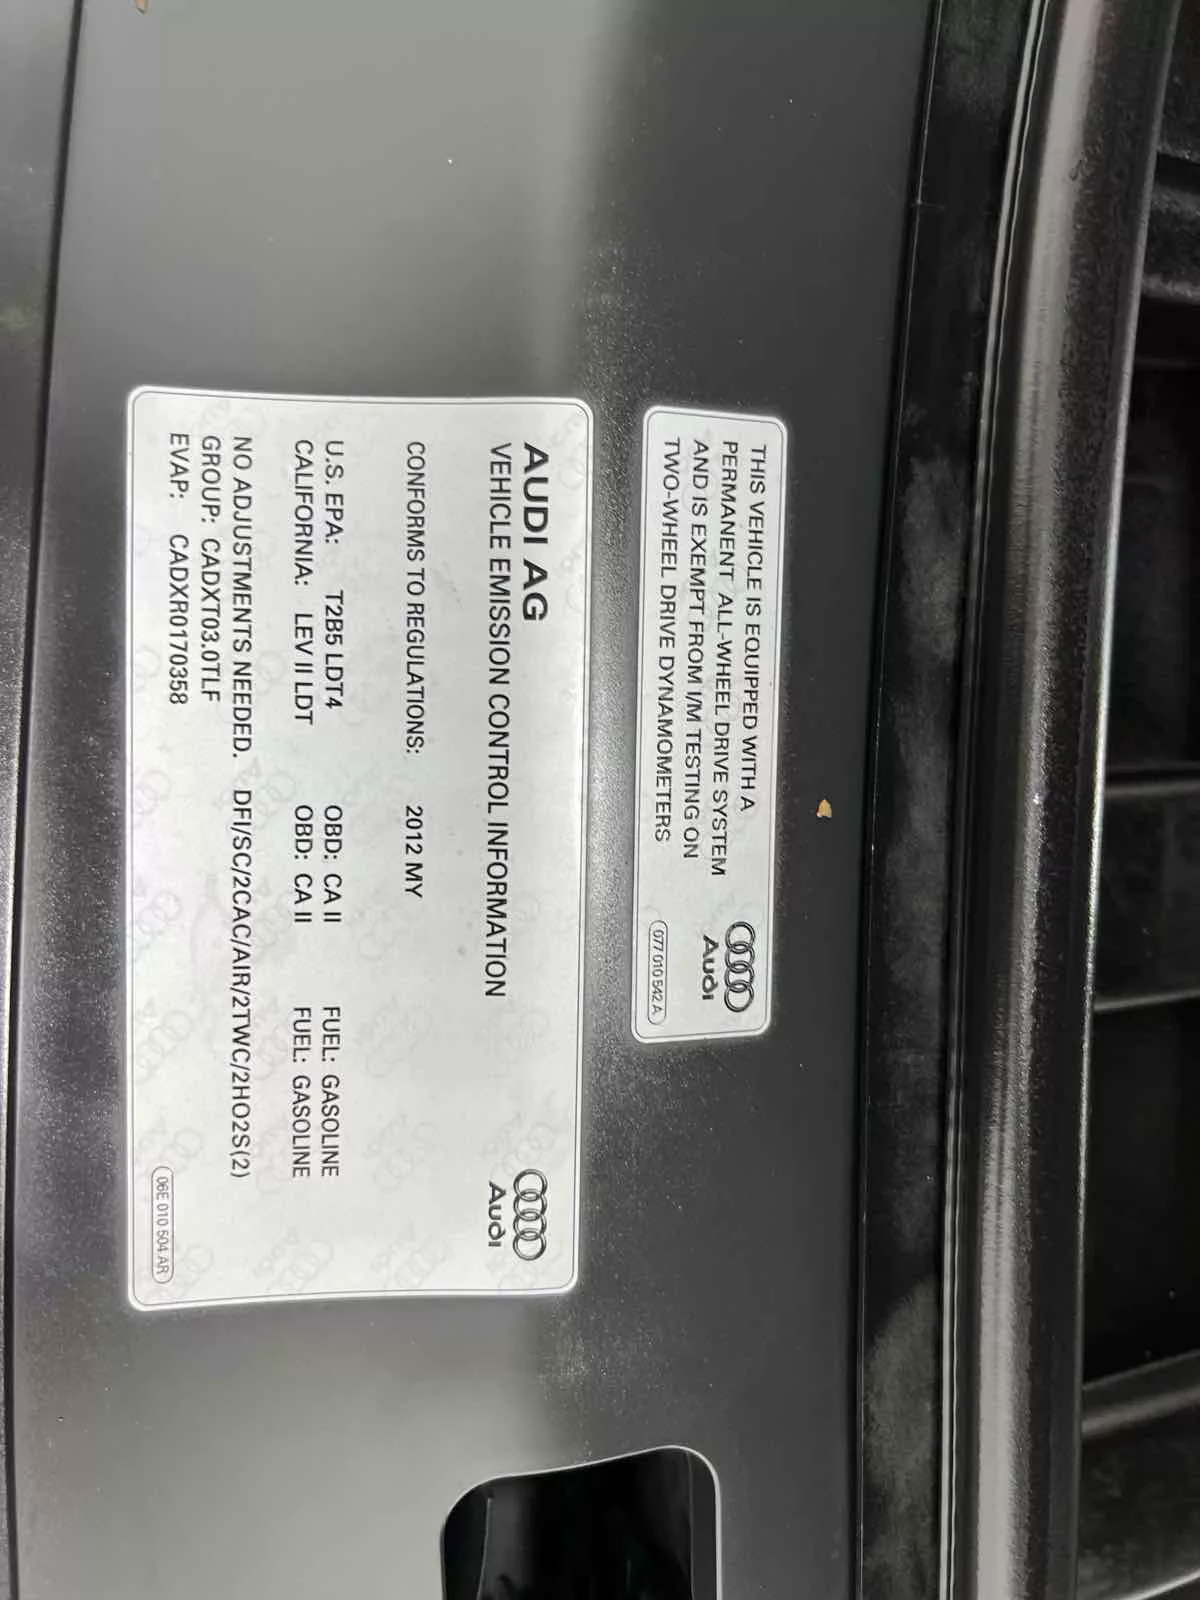 THIS VEHICLE IS EQUIPPED WITH A
PERMANENT ALL-WHEEL DRIVE SYSTEM
AND IS EXEMPT FROM I/M TESTING ON
TWO-WHEEL DRIVE DYNAMOMETERS
Audi
077 010 542 A
AUDI AG
VEHICLE EMISSION CONTROL INFORMATION
Audi
CONFORMS TO REGULATIONS: 2012 MY
U.S. EPA: T2B5 LDT4 OBD: CA II FUEL: GASOLINE
CALIFORNIA: LEV II LDT OBD: CA II FUEL: GASOLINE
NO ADJUSTMENTS NEEDED. DFI/SC/2CAC/AIR/2TWC/2HO2S(2)
GROUP: CADXT03.0TLF
EVAP: CADXR0170358
06E 010 504 AR